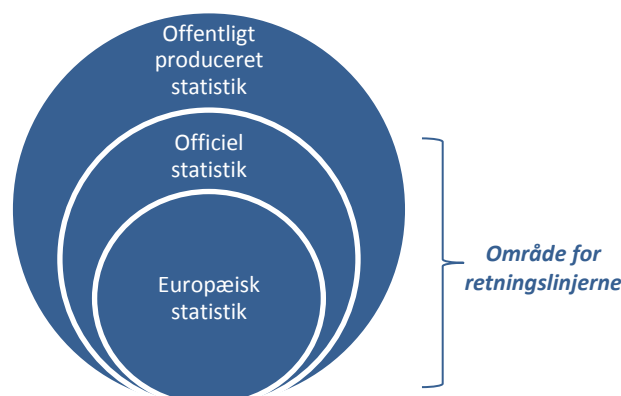 Offentligt
produceret
statistik
Officiel
statistik
Europæisk
statistik
Område for
retningslinjerne